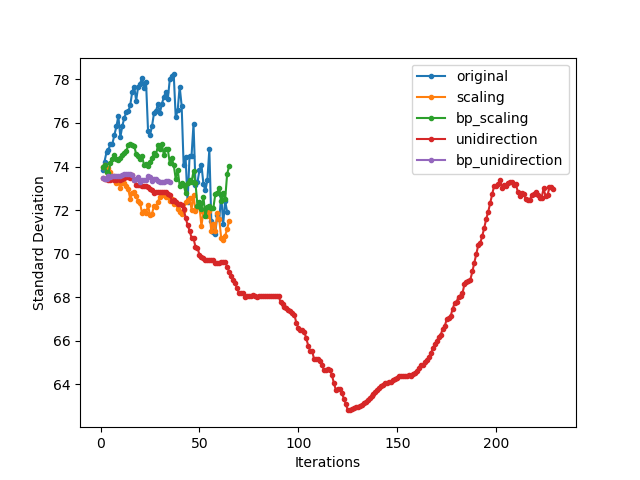 original
scaling
bp_scaling
unidirection
bp_unidirection
Standard Deviation
78
76
74
72
70
68
66
64
0 50 100 150 200
Iterations